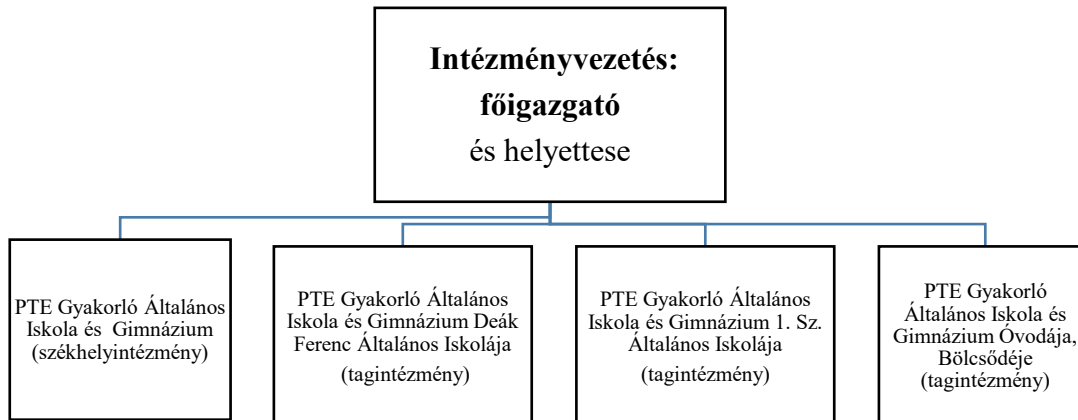 Intézményvezetés:
főigazgató
és helyettese
PTE Gyakorló Általános
Iskola és Gimnázium
(székhelyintézmény)
PTE Gyakorló Általános
Iskola és Gimnázium Deák
Ferenc Általános Iskolája
(tagintézmény)
PTE Gyakorló Általános
Iskola és Gimnázium 1. Sz.
Általános Iskolája
(tagintézmény)
PTE Gyakorló
Általános Iskola és
Gimnázium Óvodája,
Bölcsődéje
(tagintézmény)